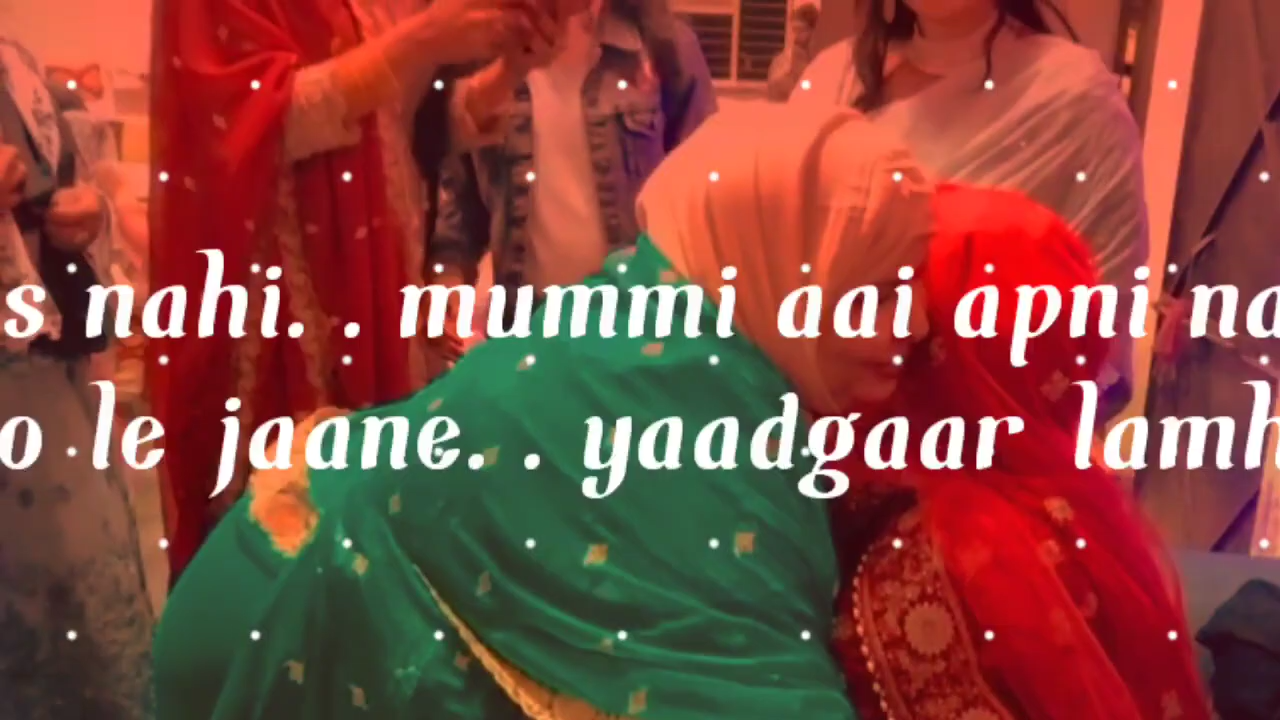 s nahi. . mummi aai apni na
o le jaane. . yaadgaar lamh